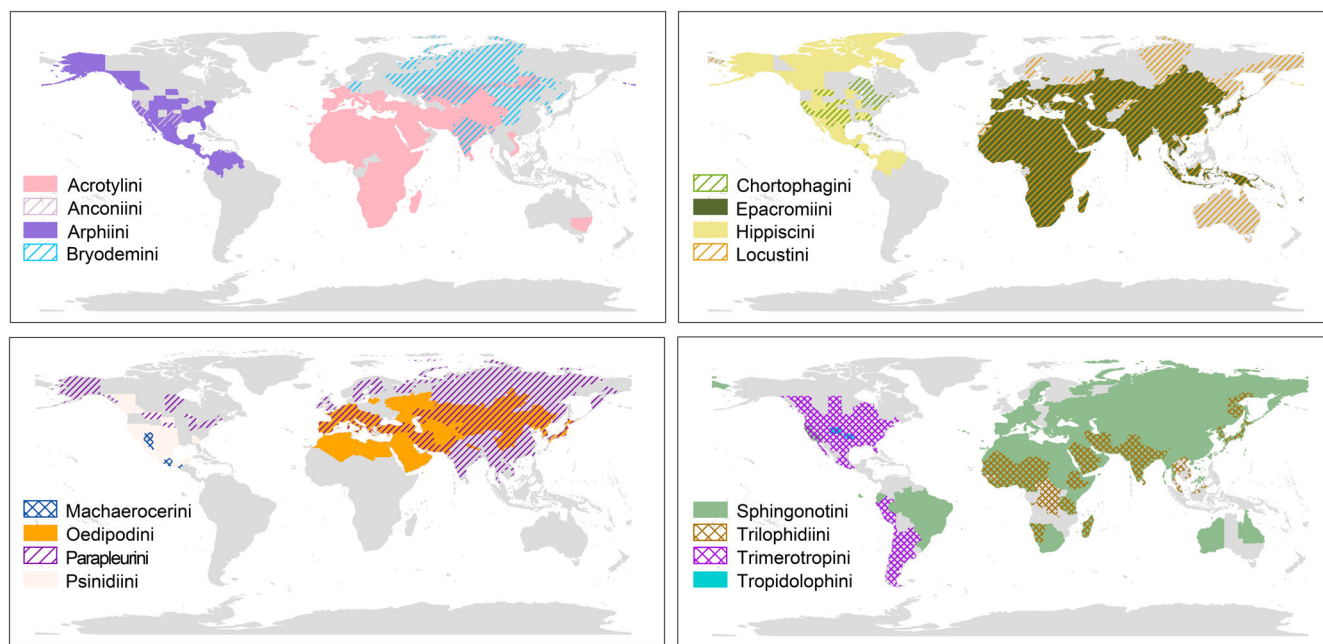 Acrotylini
Anconiini
Arphiini
Bryodemini
Chortophagini
Epacromiini
Hippiscini
Locustini
Machaerocerini
Oedipodini
Parapleurini
Psinidiini
Sphingonotini
Trilophidiini
Trimerotropini
Tropidolophini